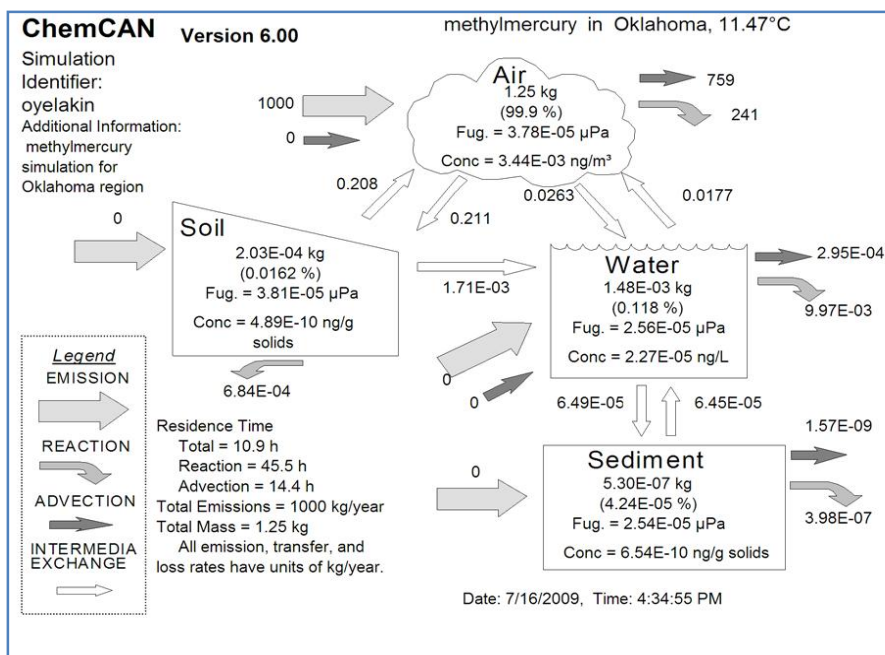 ChemCAN Version 6.00
methylmercury in Oklahoma, 11.47°C
Simulation
Identifier:
oyelakin
Additional Information:
methylmercury
simulation for
Oklahoma region
Air
1.25 kg
(99.9 %)
Fug. = 3.78E-05 µPa
Conc = 3.44E-03 ng/m³
1000
0
759
241
0.208
0.211
0.0263
0.0177
0
Soil
2.03E-04 kg
(0.0162 %)
Fug. = 3.81E-05 µPa
Conc = 4.89E-10 ng/g
solids
1.71E-03
6.84E-04
Water
1.48E-03 kg
(0.118 %)
Fug. = 2.56E-05 µPa
Conc = 2.27E-05 ng/L
2.95E-04
9.97E-03
0
0
6.49E-05
6.45E-05
Sediment
5.30E-07 kg
(4.24E-05 %)
Fug. = 2.54E-05 µPa
Conc = 6.54E-10 ng/g solids
0
1.57E-09
3.98E-07
Legend
EMISSION
REACTION
ADVECTION
INTERMEDIA
EXCHANGE
Residence Time
Total = 10.9 h
Reaction = 45.5 h
Advection = 14.4 h
Total Emissions = 1000 kg/year
Total Mass = 1.25 kg
All emission, transfer, and
loss rates have units of kg/year.
Date: 7/16/2009, Time: 4:34:55 PM